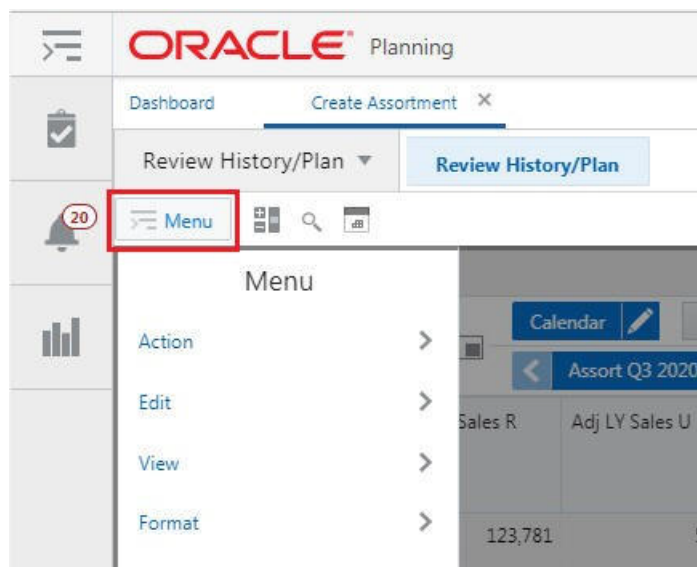 ORACLE Planning
Dashboard Create Assortment ×
Review History/Plan Review History/Plan
20 Menu
Menu
Action
Edit
View
Format
Calendar
Assort Q3 2020
Sales R Adj LY Sales U
123,781